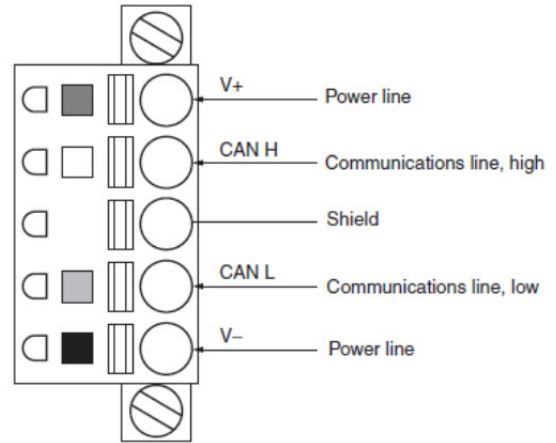 V+
Power line
CAN H
Communications line, high
Shield
CAN L
Communications line, low
V–
Power line